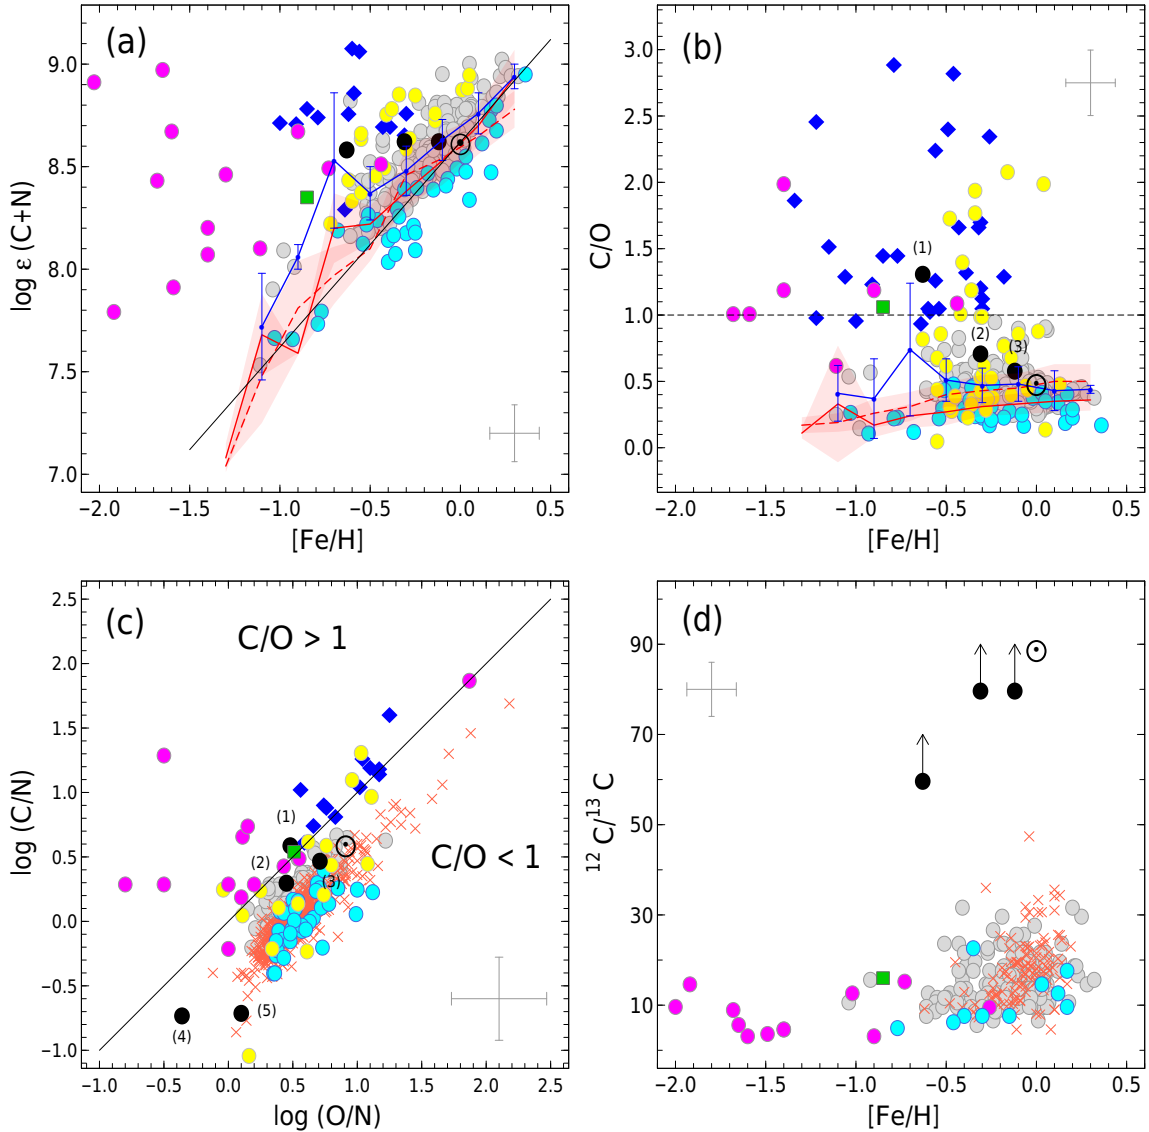 (a)
9.0
8.5
8.0
7.5
7.0
log ε (C+N)
−2.0 −1.5 −1.0 −0.5 0.0 0.5
[Fe/H]
(b)
3.0
2.5
2.0
1.5
1.0
0.5
0.0
C/O
(1)
(2)
(3)
−2.0 −1.5 −1.0 −0.5 0.0 0.5
[Fe/H]
(c)
C/O > 1
C/O < 1
2.5
2.0
1.5
1.0
0.5
0.0
−0.5
−1.0
log (C/N)
(1)
(2)
(3)
(4)
(5)
−1.0 −0.5 0.0 0.5 1.0 1.5 2.0 2.5
log (O/N)
(d)
90
70
50
30
10
¹²C/¹³C
−2.0 −1.5 −1.0 −0.5 0.0 0.5
[Fe/H]